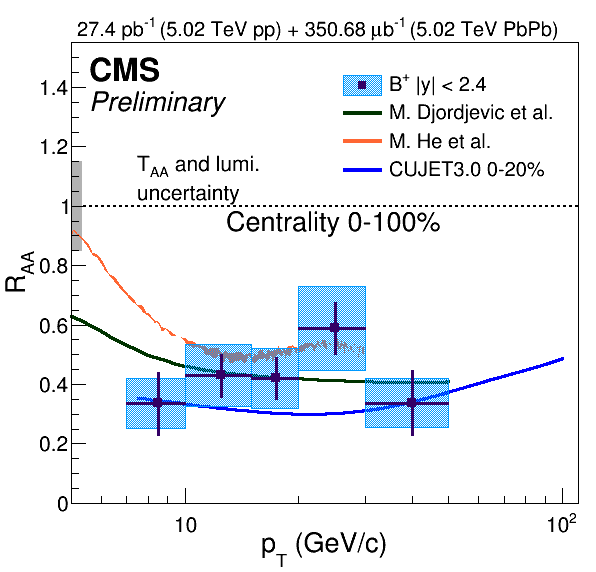 27.4 pb⁻¹ (5.02 TeV pp) + 350.68 μb⁻¹ (5.02 TeV PbPb)
CMS
Preliminary
B⁺ |y| < 2.4
M. Djordjevic et al.
M. He et al.
CUJET3.0 0-20%
T_AA and lumi.
uncertainty
Centrality 0-100%
R_AA
1.4
1.2
1
0.8
0.6
0.4
0.2
0
10
10²
p_T (GeV/c)